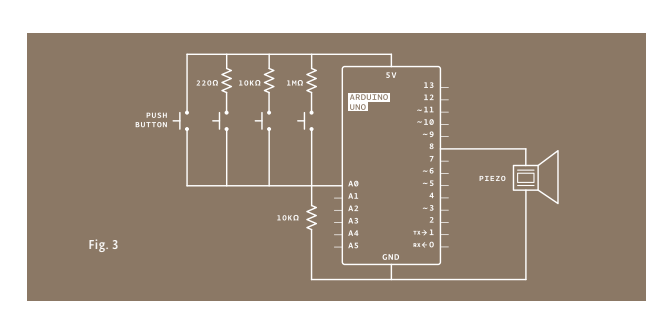 5V
220Ω 10KΩ 1MΩ
PUSH
BUTTON
ARDUINO
UNO
13
12
~11
~10
~9
8
7
~6
~5
4
~3
2
TX→1
RX←0
A0
A1
A2
A3
A4
A5
GND
PIEZO
10KΩ
Fig. 3